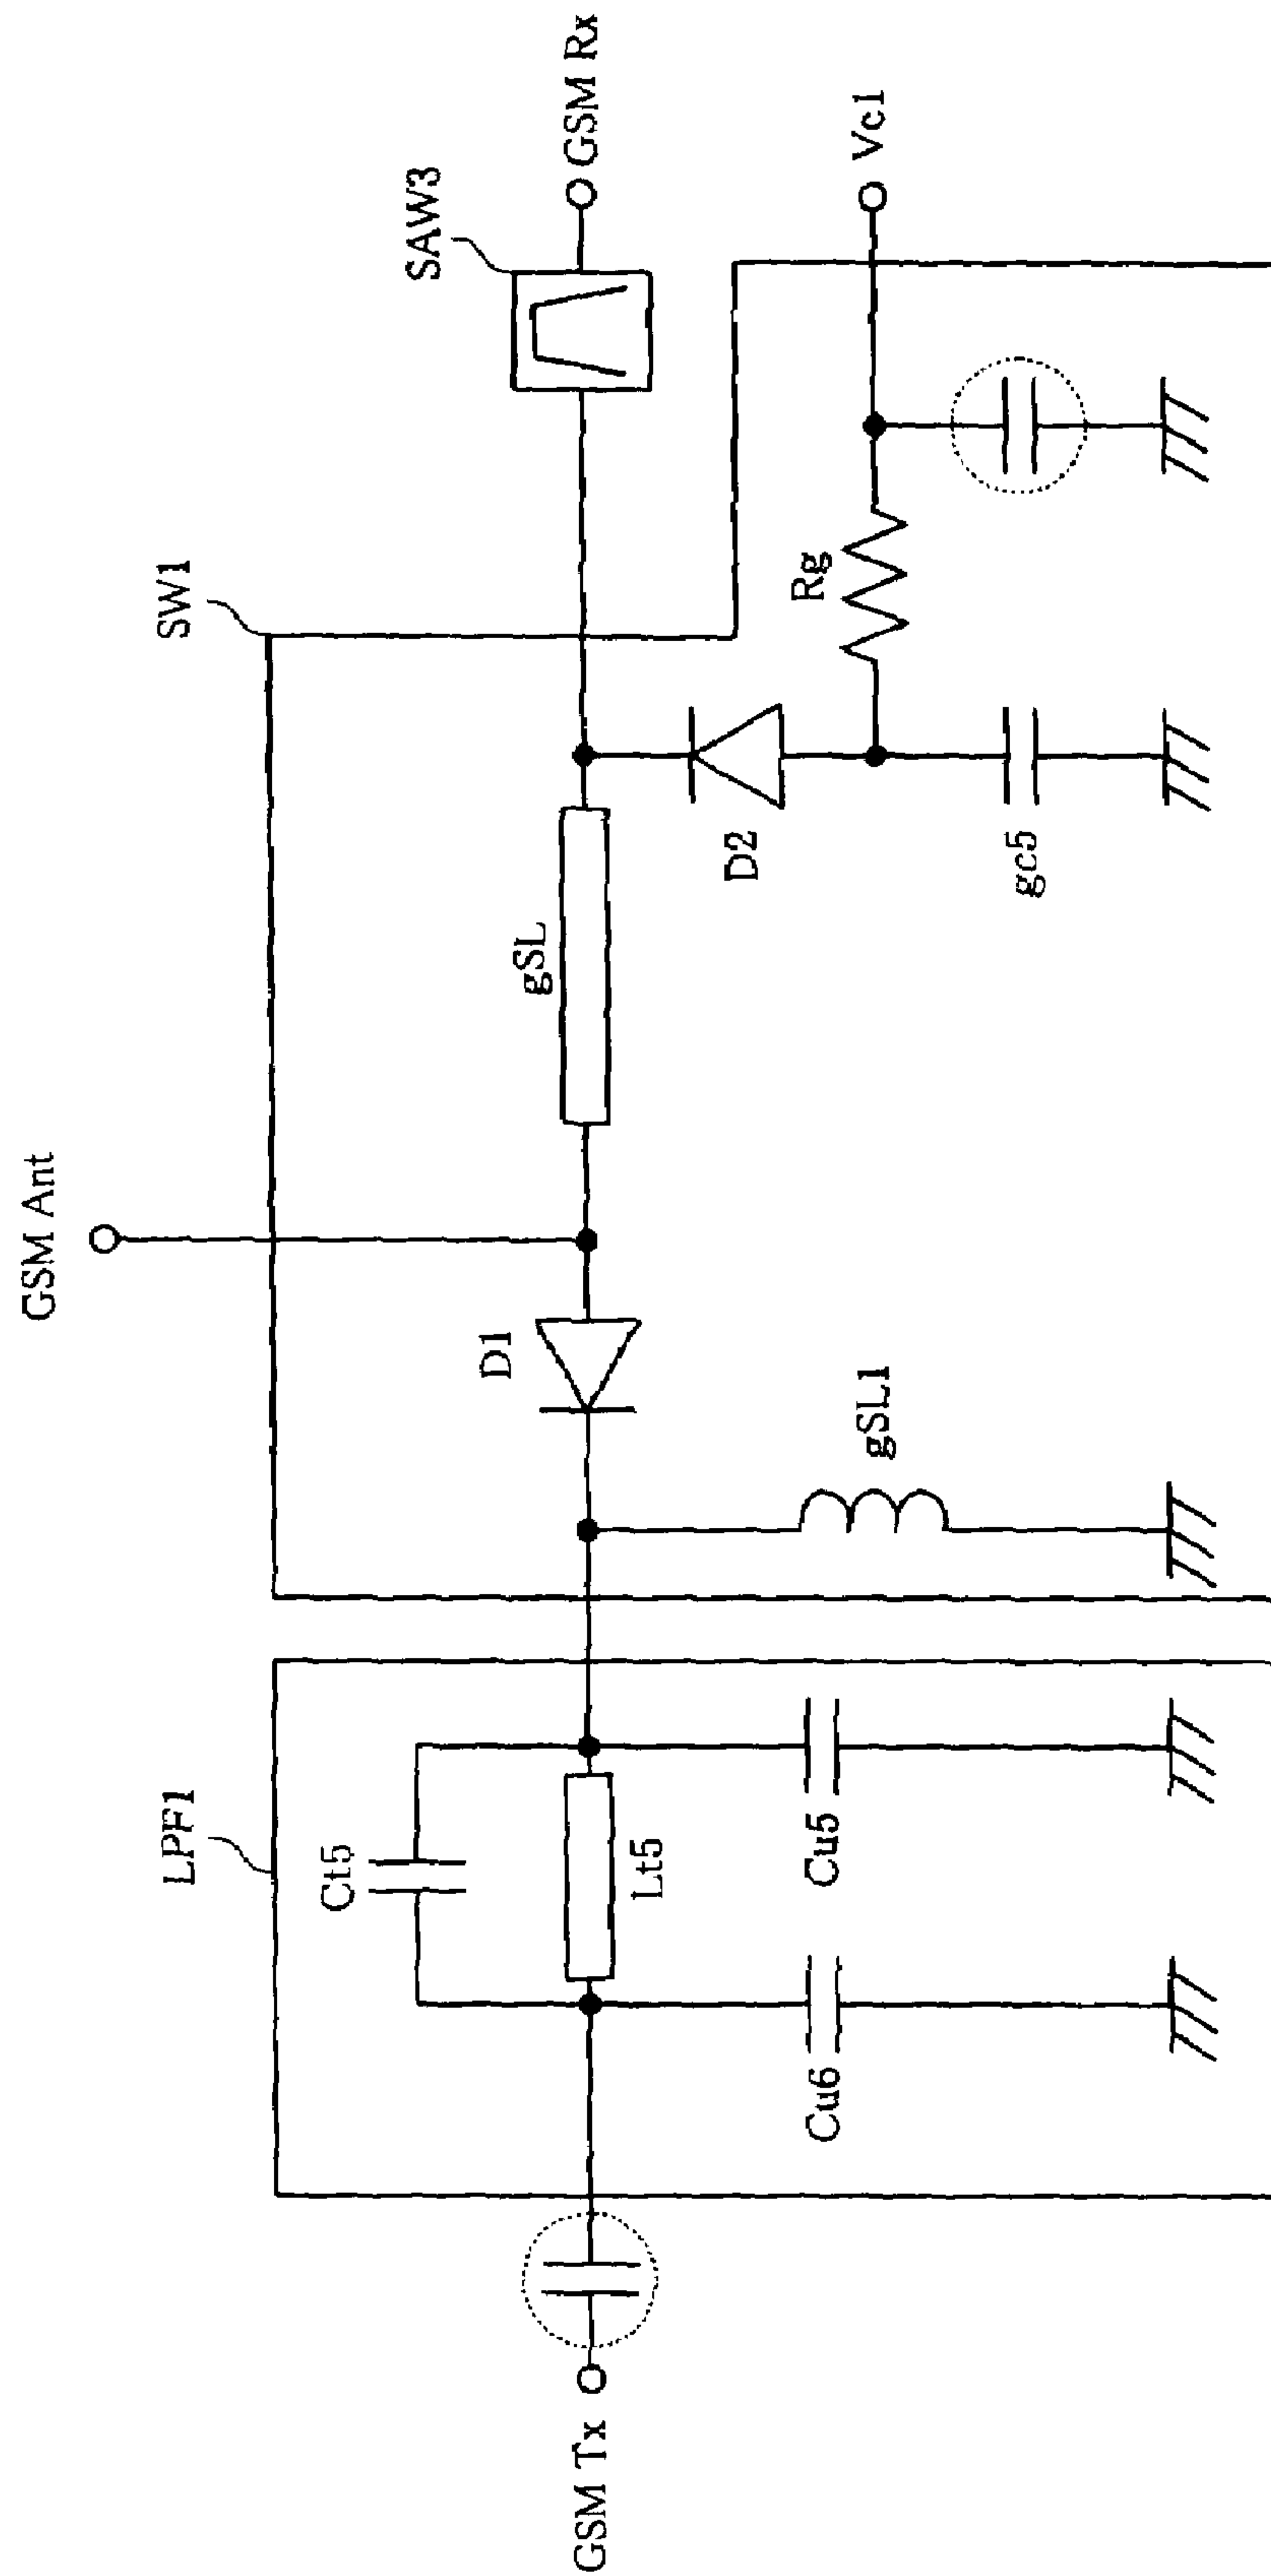 GSM Ant
SW1
SAW3
GSM Rx
Vc1
Rg
D2
gc5
gSL
D1
gSL1
LPF1
Ct5
Lt5
Cu5
Cu6
GSM Tx